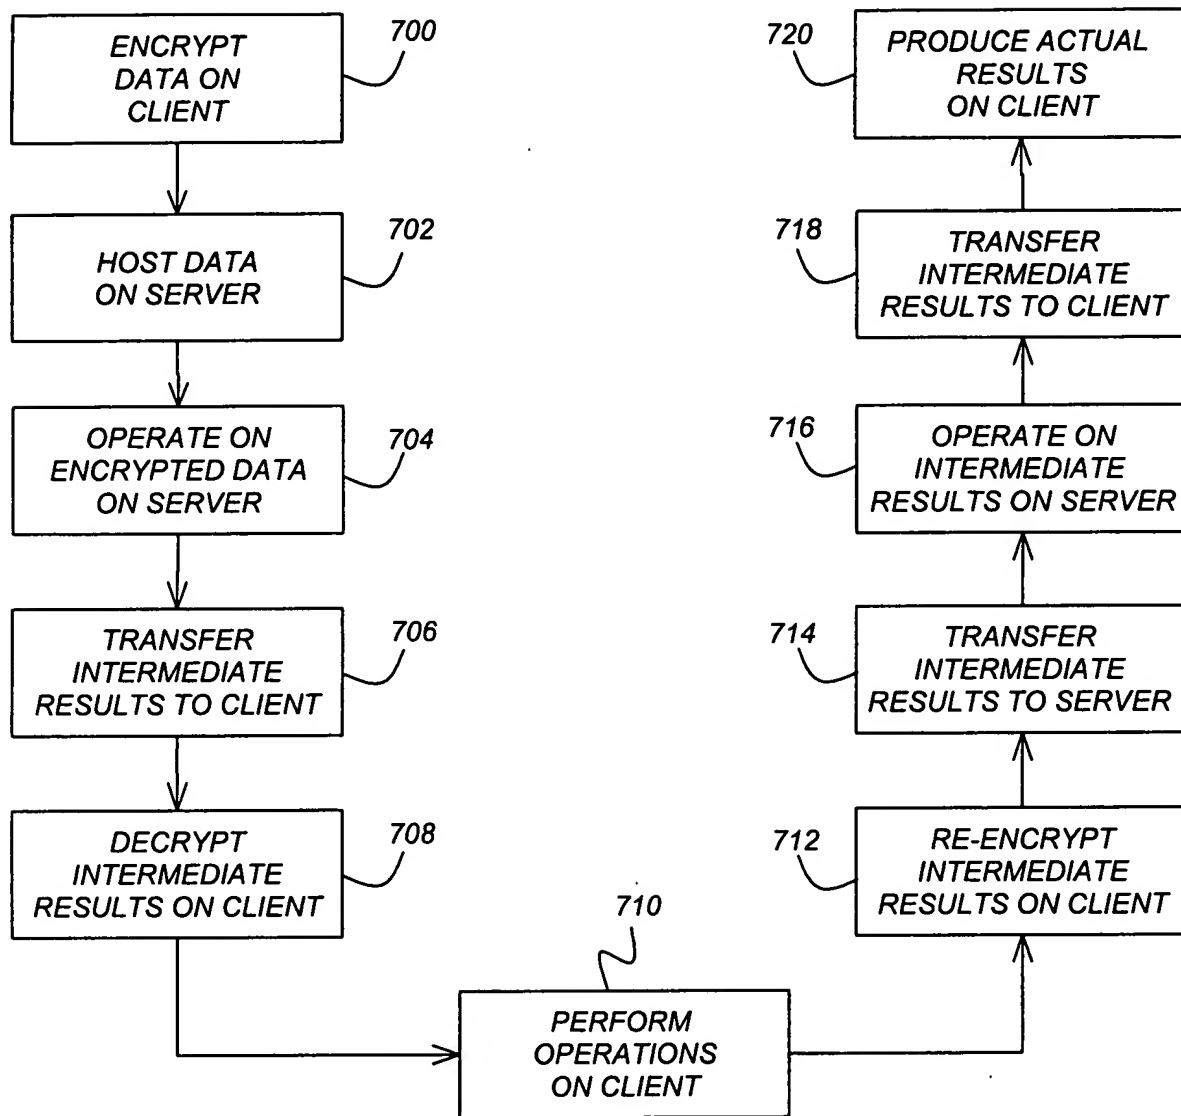 ENCRYPT
DATA ON
CLIENT
700
HOST DATA
ON SERVER
702
OPERATE ON
ENCRYPTED DATA
ON SERVER
704
TRANSFER
INTERMEDIATE
RESULTS TO CLIENT
706
DECRYPT
INTERMEDIATE
RESULTS ON CLIENT
708
710
PERFORM
OPERATIONS
ON CLIENT
712
RE-ENCRYPT
INTERMEDIATE
RESULTS ON CLIENT
714
TRANSFER
INTERMEDIATE
RESULTS TO SERVER
716
OPERATE ON
INTERMEDIATE
RESULTS ON SERVER
718
TRANSFER
INTERMEDIATE
RESULTS TO CLIENT
720
PRODUCE ACTUAL
RESULTS
ON CLIENT